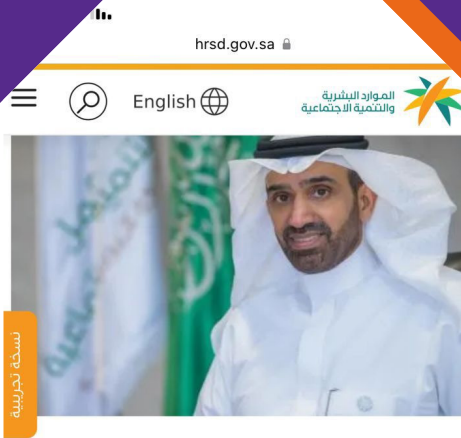 hrsd.gov.sa
English
الموارد البشرية
والتنمية الاجتماعية
نسخة تجريبية